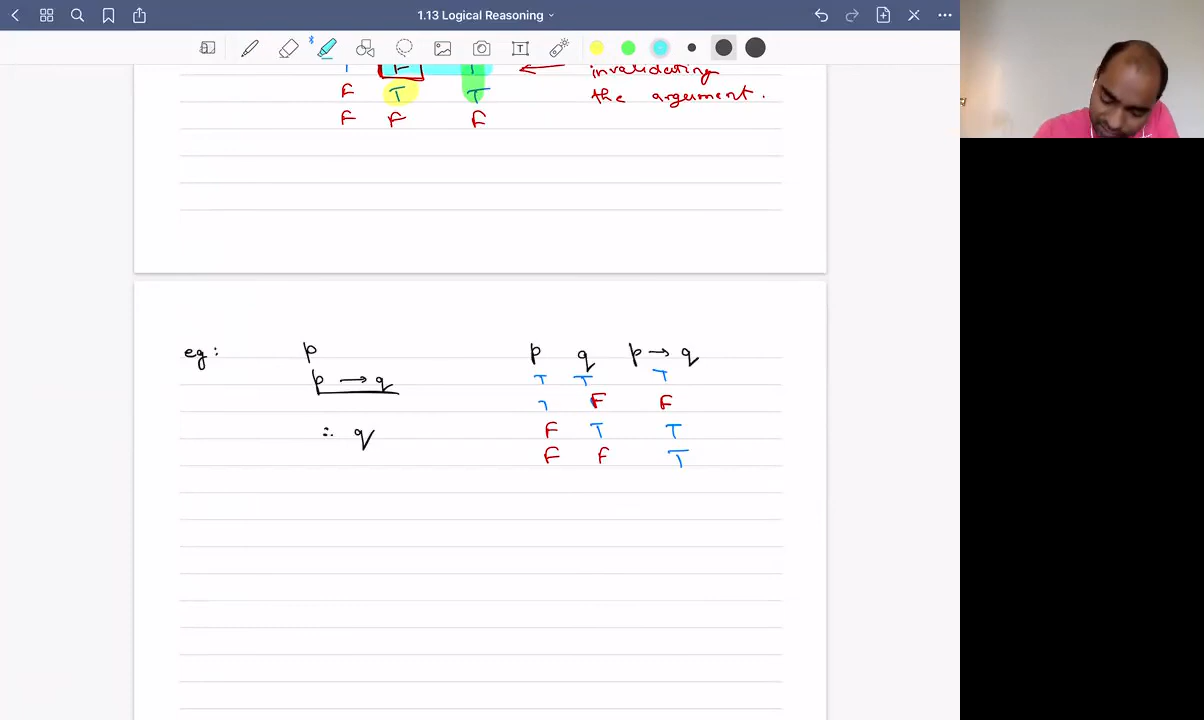 1.13 Logical Reasoning
T
F T invalidating
F T T the argument.
F F F
eg: p p q p → q
p → q T T T
T F F
∴ q F T T
F F T